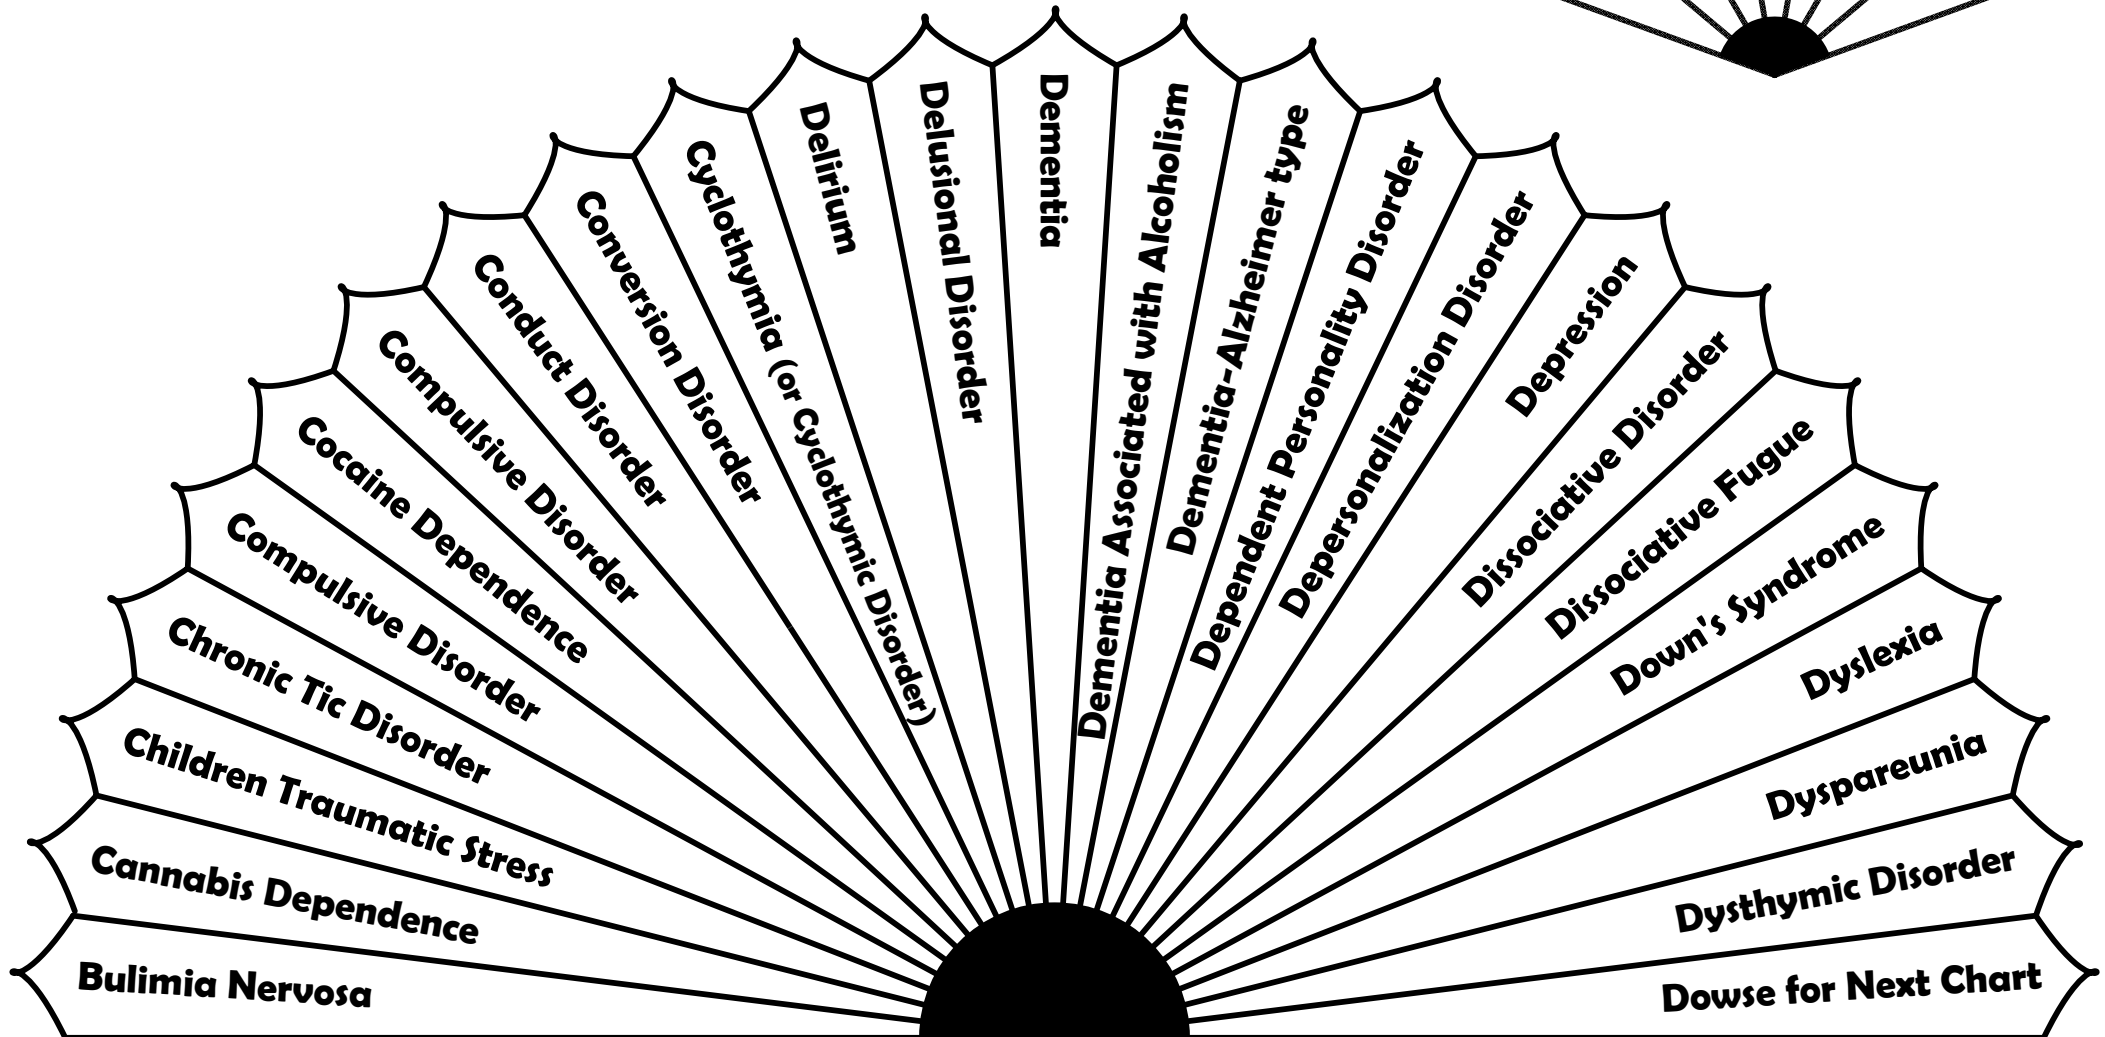 Bulimia Nervosa
Cannabis Dependence
Children Traumatic Stress
Chronic Tic Disorder
Compulsive Disorder
Cocaine Dependence
Compulsive Disorder
Conduct Disorder
Conversion Disorder
Cyclothymia (or Cyclothymic Disorder)
Delirium
Delusional Disorder
Dementia
Dementia Associated with Alcoholism
Dementia-Alzheimer type
Dependent Personality Disorder
Depersonalization Disorder
Depression
Dissociative Disorder
Dissociative Fugue
Down's Syndrome
Dyslexia
Dyspareunia
Dysthymic Disorder
Dowse for Next Chart